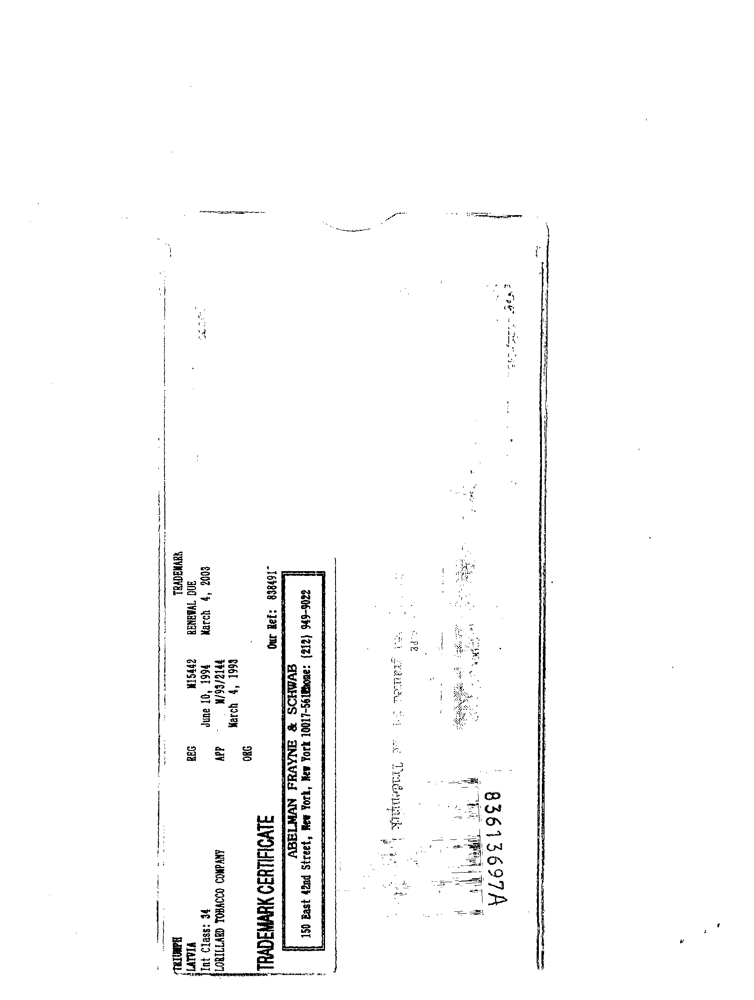 TRIUMPH TRADEMARK
LATVIA REG M15442 RENEWAL DUE
Int Class: 34 June 10, 1994 March 4, 2003
LORILLARD TOBACCO COMPANY APP M/93/2144
March 4, 1993
ORG
TRADEMARK CERTIFICATE Our Ref: 838491
ABELMAN FRAYNE & SCHWAB
150 East 42nd Street, New York, New York 10017-561Phone: (212) 949-9022
Trademark
83613697A